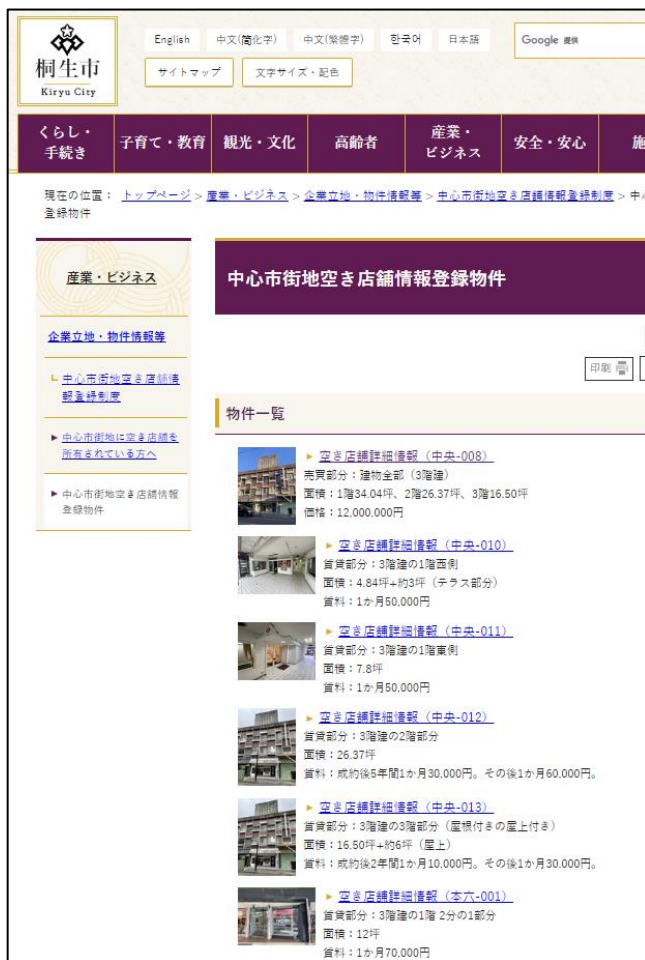 桐生市
Kiryu City
English 中文(簡化字) 中文(繁體字) 한국어 日本語
Google 提供
サイトマップ 文字サイズ・配色
くらし・
手続き
子育て・教育
観光・文化
高齢者
産業・
ビジネス
安全・安心
施
現在の位置： トップページ > 産業・ビジネス > 企業立地・物件情報等 > 中心市街地空き店舗情報登録制度 > 中心
登録物件
産業・ビジネス
企業立地・物件情報等
中心市街地空き店舗情
報登録制度
中心市街地に空き店舗を
所有されている方へ
中心市街地空き店舗情報
登録物件
中心市街地空き店舗情報登録物件
印刷
物件一覧
空き店舗詳細情報（中央-008）
売買部分：建物全部（3階建）
面積：1階34.04坪、2階26.37坪、3階16.50坪
価格：12,000,000円
空き店舗詳細情報（中央-010）
賃貸部分：3階建の1階西側
面積：4.84坪+約3坪（テラス部分）
賃料：1か月50,000円
空き店舗詳細情報（中央-011）
賃貸部分：3階建の1階東側
面積：7.8坪
賃料：1か月50,000円
空き店舗詳細情報（中央-012）
賃貸部分：3階建の2階部分
面積：26.37坪
賃料：成約後5年間1か月30,000円。その後1か月60,000円。
空き店舗詳細情報（中央-013）
賃貸部分：3階建の3階部分（屋根付きの屋上付き）
面積：16.50坪+約6坪（屋上）
賃料：成約後2年間1か月10,000円。その後1か月30,000円。
空き店舗詳細情報（本六-001）
賃貸部分：3階建の1階 2分の1部分
面積：12坪
賃料：1か月70,000円